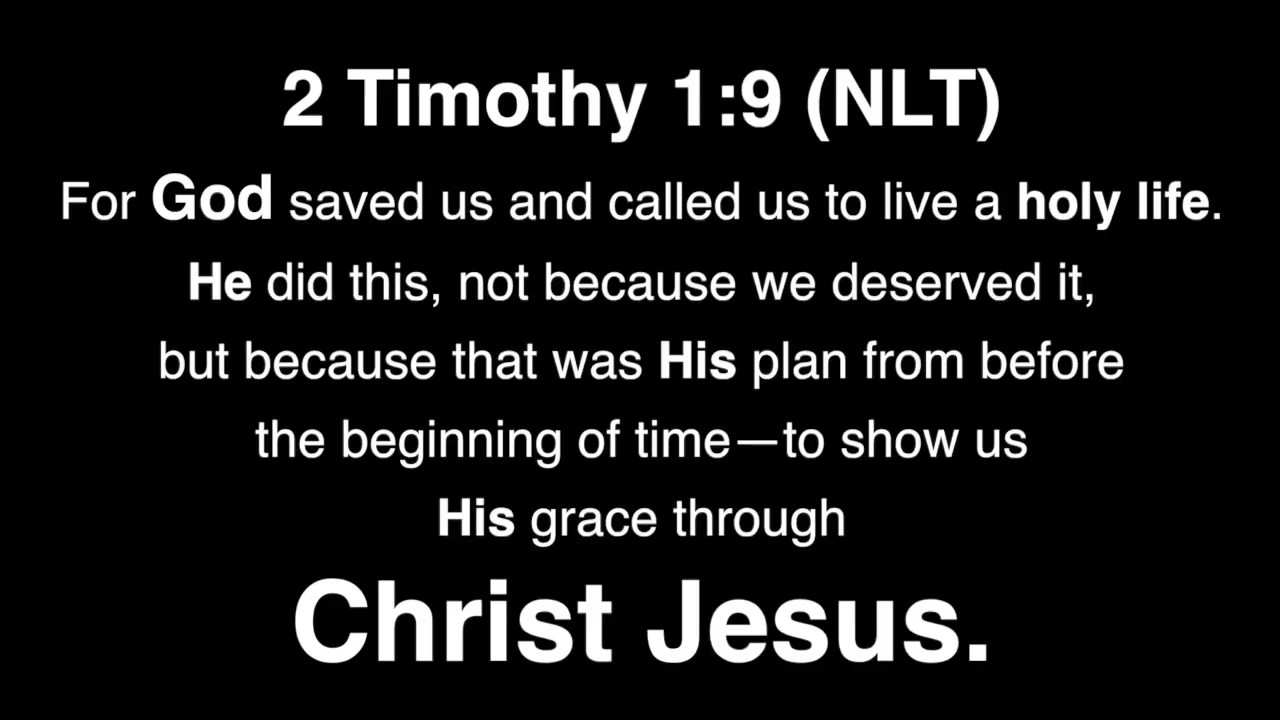 2 Timothy 1:9 (NLT)
For God saved us and called us to live a holy life.
He did this, not because we deserved it,
but because that was His plan from before
the beginning of time—to show us
His grace through
Christ Jesus.